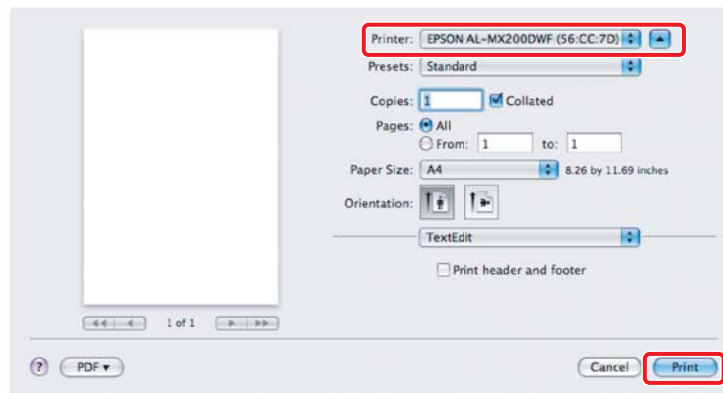 Printer: EPSON AL-MX200DWF (56:CC:7D)
Presets: Standard
Copies: 1 Collated
Pages: All
From: 1 to: 1
Paper Size: A4 8.26 by 11.69 inches
Orientation:
TextEdit
Print header and footer
1 of 1
? PDF ▾ Cancel Print